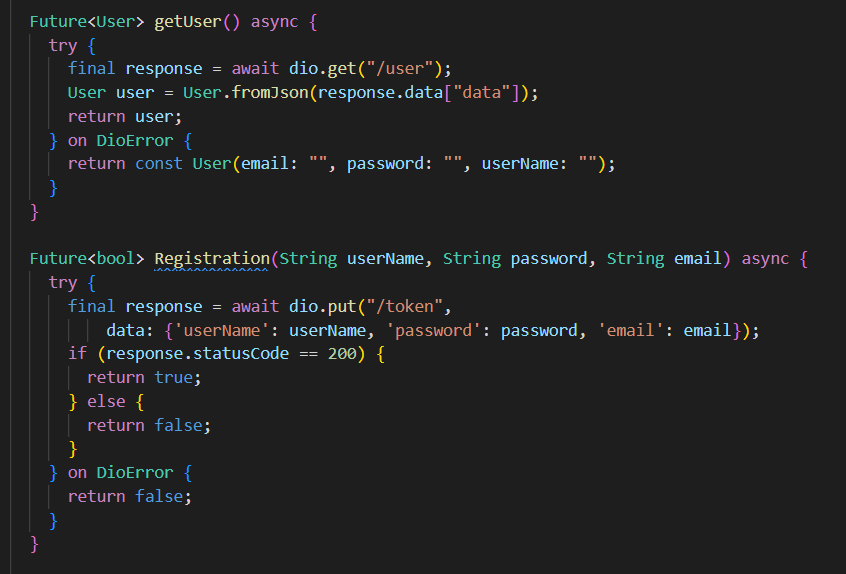 Future<User> getUser() async {
  try {
    final response = await dio.get("/user");
    User user = User.fromJson(response.data["data"]);
    return user;
  } on DioError {
    return const User(email: "", password: "", userName: "");
  }
}

Future<bool> Registration(String userName, String password, String email) async {
  try {
    final response = await dio.put("/token",
        data: {'userName': userName, 'password': password, 'email': email});
    if (response.statusCode == 200) {
      return true;
    } else {
      return false;
    }
  } on DioError {
    return false;
  }
}